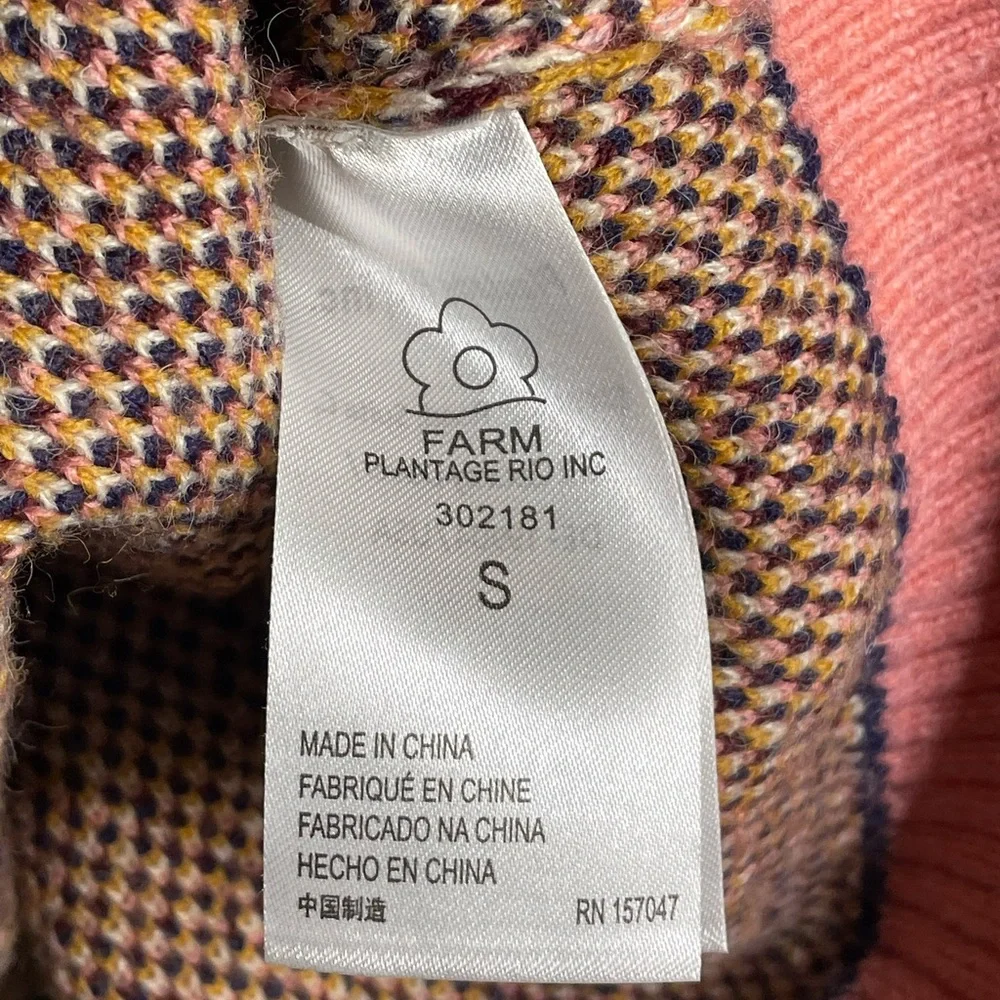 FARM
PLANTAGE RIO INC
302181
S
MADE IN CHINA
FABRIQUÉ EN CHINE
FABRICADO NA CHINA
HECHO EN CHINA
中国制造
RN 157047